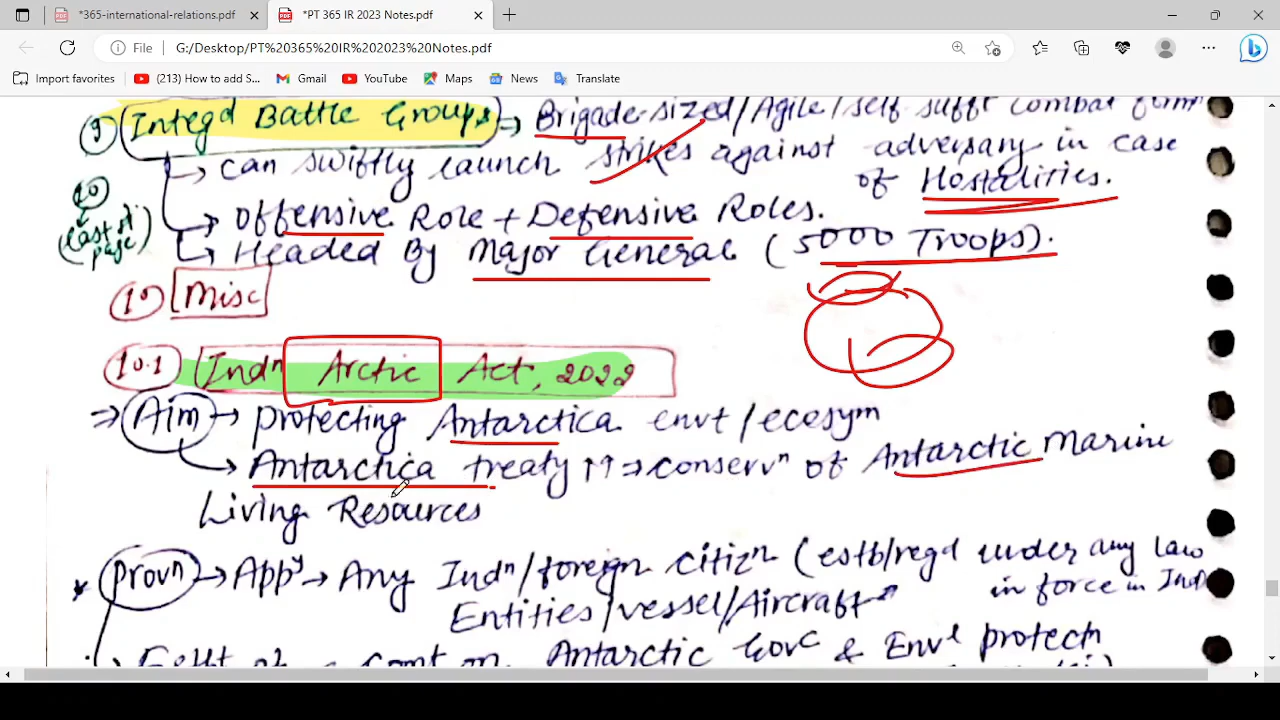 *365-international-relations.pdf
*PT 365 IR 2023 Notes.pdf
File G:/Desktop/PT%20365%20IR%202023%20Notes.pdf
Import favorites (213) How to add S... Gmail YouTube Maps News Translate
9 Integd Battle Groups => Brigade-sized/Agile/self sufft combat form
→ can swiftly launch strikes against adversary in case
of Hostalities.
→ Offensive Role + Defensive Roles.
10
last of page
→ Headed By Major General (5000 Troops).
10 Misc
10.1 Indn Arctic Act, 2022
⇒ Aim → Protecting Antarctica envt/ecosym
→ Antarctica treaty ↑↑ ⇒ conservn of Antarctic Marine
Living Resources
* Provn → Appy → Any Indn/foreign citizn (estb/regd under any law
in force in Ind
Entities/vessel/Aircraft
Antarctic Govc & Envl protectn